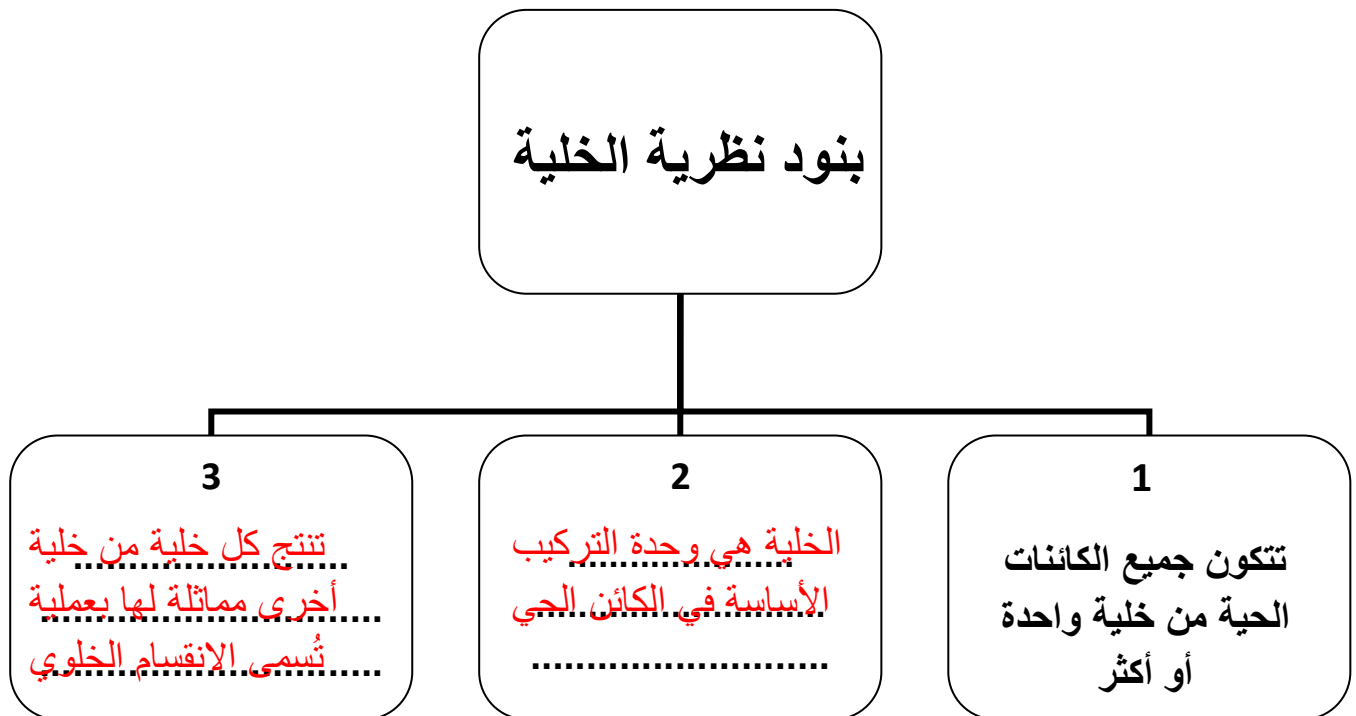 بنود نظرية الخلية
1
تتكون جميع الكائنات
الحية من خلية واحدة
أو أكثر
2
الخلية هي وحدة التركيب
الأساسة في الكائن الحي
3
تنتج كل خلية من خلية
أخرى مماثلة لها بعملية
تُسمى الانقسام الخلوي